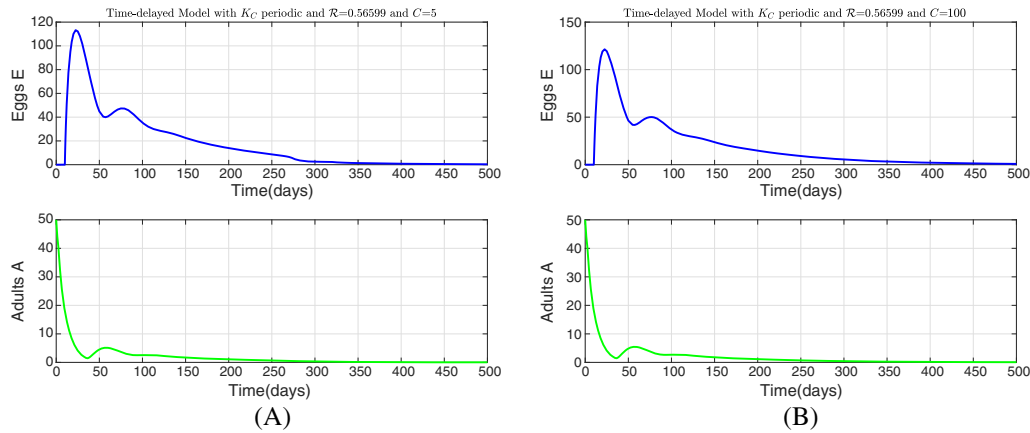 Time-delayed Model with K_C periodic and ℛ=0.56599 and C=5
Eggs E
120
100
80
60
40
20
0
0 50 100 150 200 250 300 350 400 450 500
Time(days)
Adults A
50
40
30
20
10
0
0 50 100 150 200 250 300 350 400 450 500
Time(days)
(A)
Time-delayed Model with K_C periodic and ℛ=0.56599 and C=100
Eggs E
150
100
50
0
0 50 100 150 200 250 300 350 400 450 500
Time(days)
Adults A
50
40
30
20
10
0
0 50 100 150 200 250 300 350 400 450 500
Time(days)
(B)